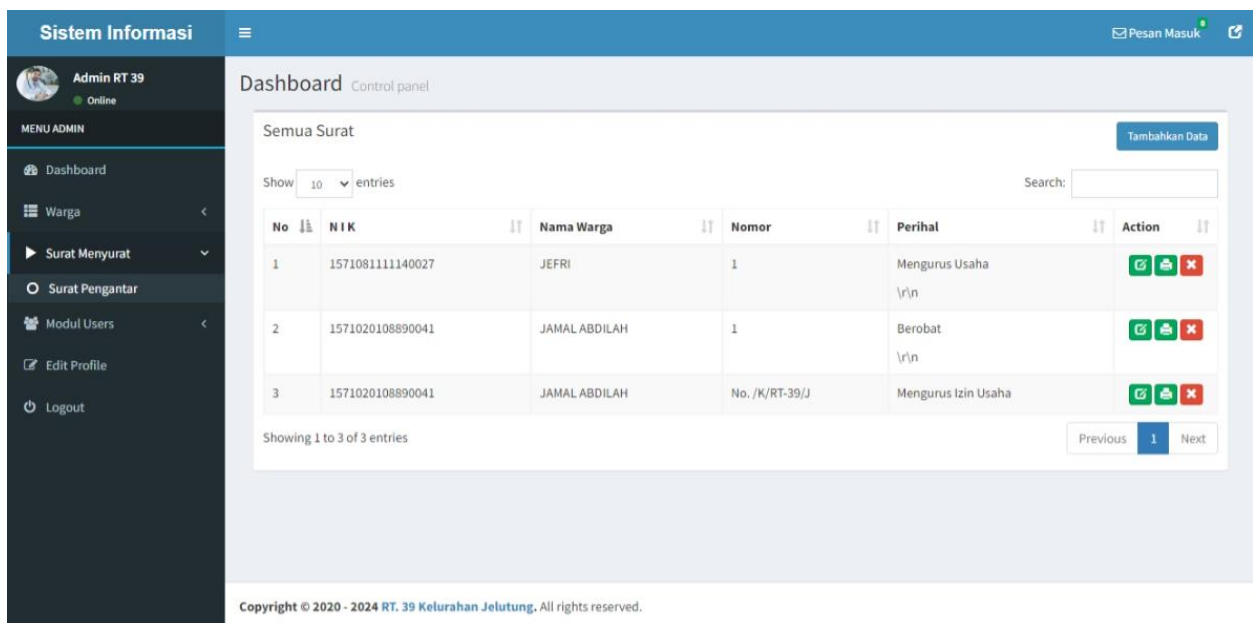 Sistem Informasi
Pesan Masuk 0
Admin RT 39
Online
MENU ADMIN
Dashboard
Warga
Surat Menyurat
Surat Pengantar
Modul Users
Edit Profile
Logout
Dashboard Control panel
Semua Surat
Tambahkan Data
Show 10 entries
Search:
No N I K Nama Warga Nomor Perihal Action
1 1571081111140027 JEFRI 1 Mengurus Usaha
\r\n
2 1571020108890041 JAMAL ABDILAH 1 Berobat
\r\n
3 1571020108890041 JAMAL ABDILAH No. /K/RT-39/J Mengurus Izin Usaha
Showing 1 to 3 of 3 entries
Previous 1 Next
Copyright © 2020 - 2024 RT. 39 Kelurahan Jelutung. All rights reserved.